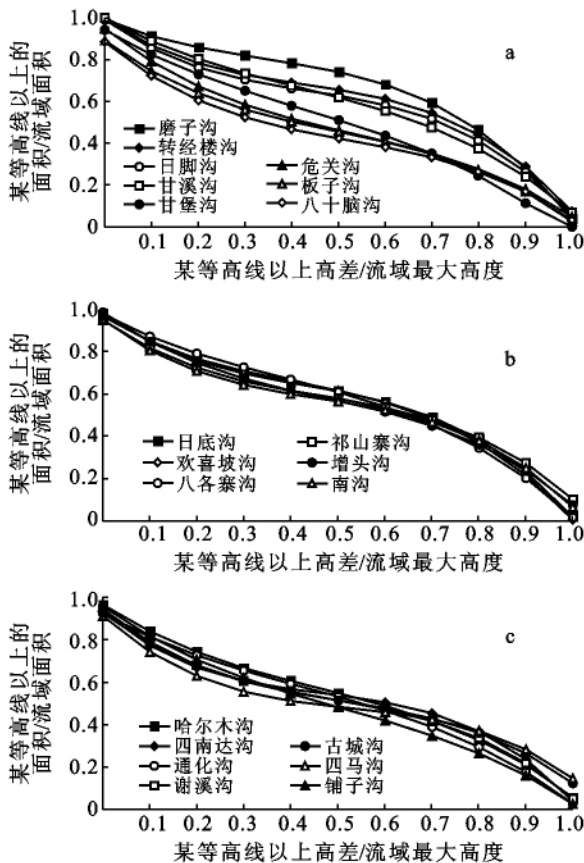 某等高线以上的
面积/流域面积
1.0
0.8
0.6
0.4
0.2
0
a
磨子沟
转经楼沟
日脚沟
危关沟
甘溪沟
板子沟
甘堡沟
八十脑沟
0.1 0.2 0.3 0.4 0.5 0.6 0.7 0.8 0.9 1.0
某等高线以上高差/流域最大高度
某等高线以上的
面积/流域面积
1.0
0.8
0.6
0.4
0.2
0
b
日底沟
祁山寨沟
欢喜坡沟
增头沟
八各寨沟
南沟
0.1 0.2 0.3 0.4 0.5 0.6 0.7 0.8 0.9 1.0
某等高线以上高差/流域最大高度
某等高线以上的
面积/流域面积
1.0
0.8
0.6
0.4
0.2
0
c
哈尔木沟
四南达沟
古城沟
通化沟
四马沟
谢溪沟
铺子沟
0.1 0.2 0.3 0.4 0.5 0.6 0.7 0.8 0.9 1.0
某等高线以上高差/流域最大高度